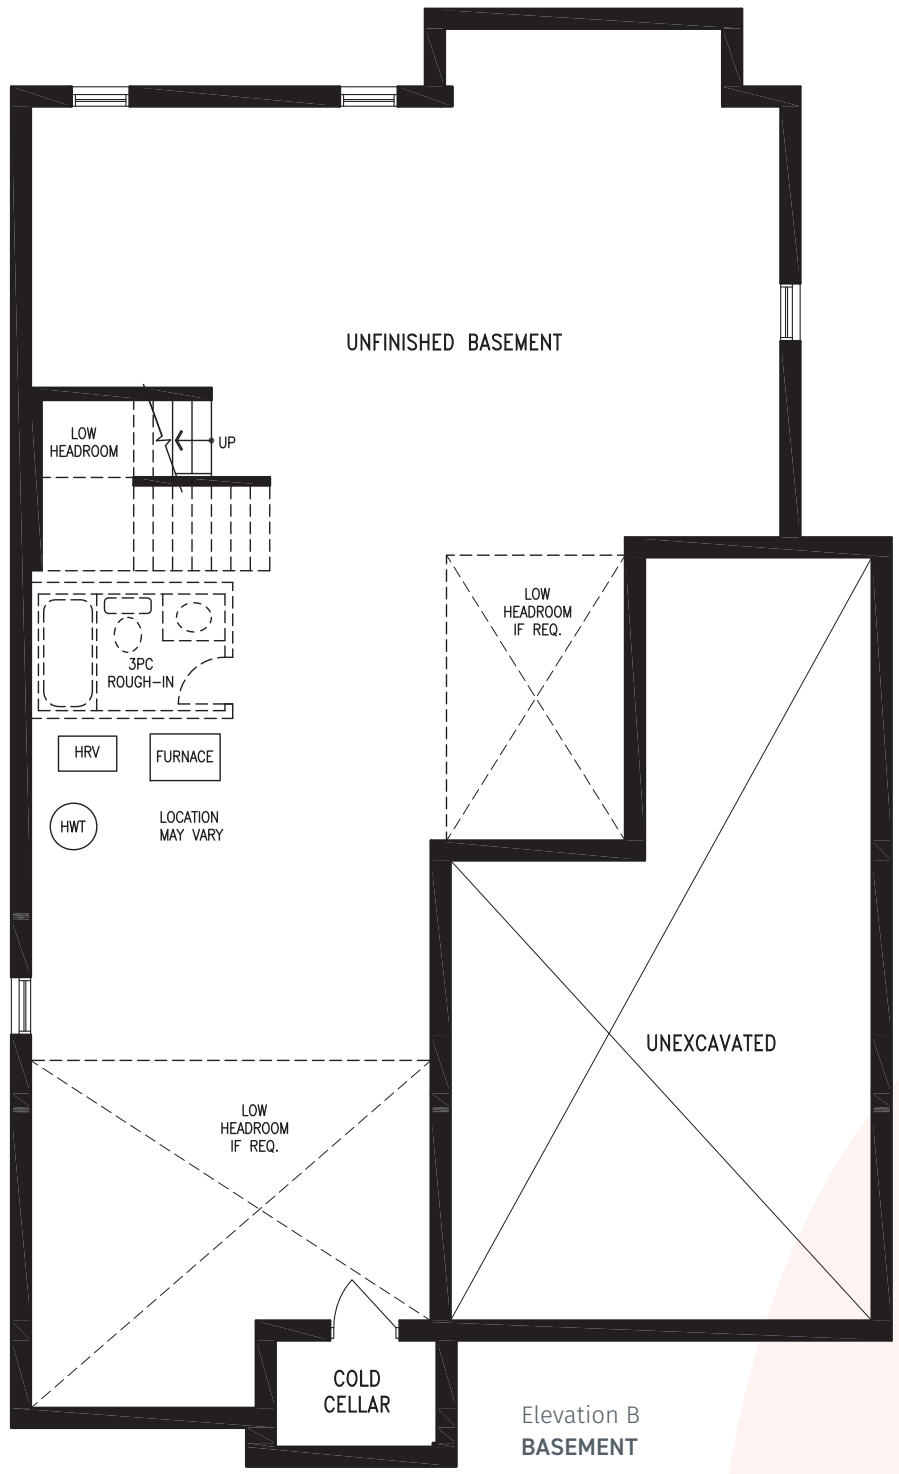 UNFINISHED BASEMENT
LOW
HEADROOM
UP
LOW
HEADROOM
IF REQ.
3PC
ROUGH-IN
HRV
FURNACE
HWT
LOCATION
MAY VARY
UNEXCAVATED
LOW
HEADROOM
IF REQ.
COLD
CELLAR
Elevation B
BASEMENT